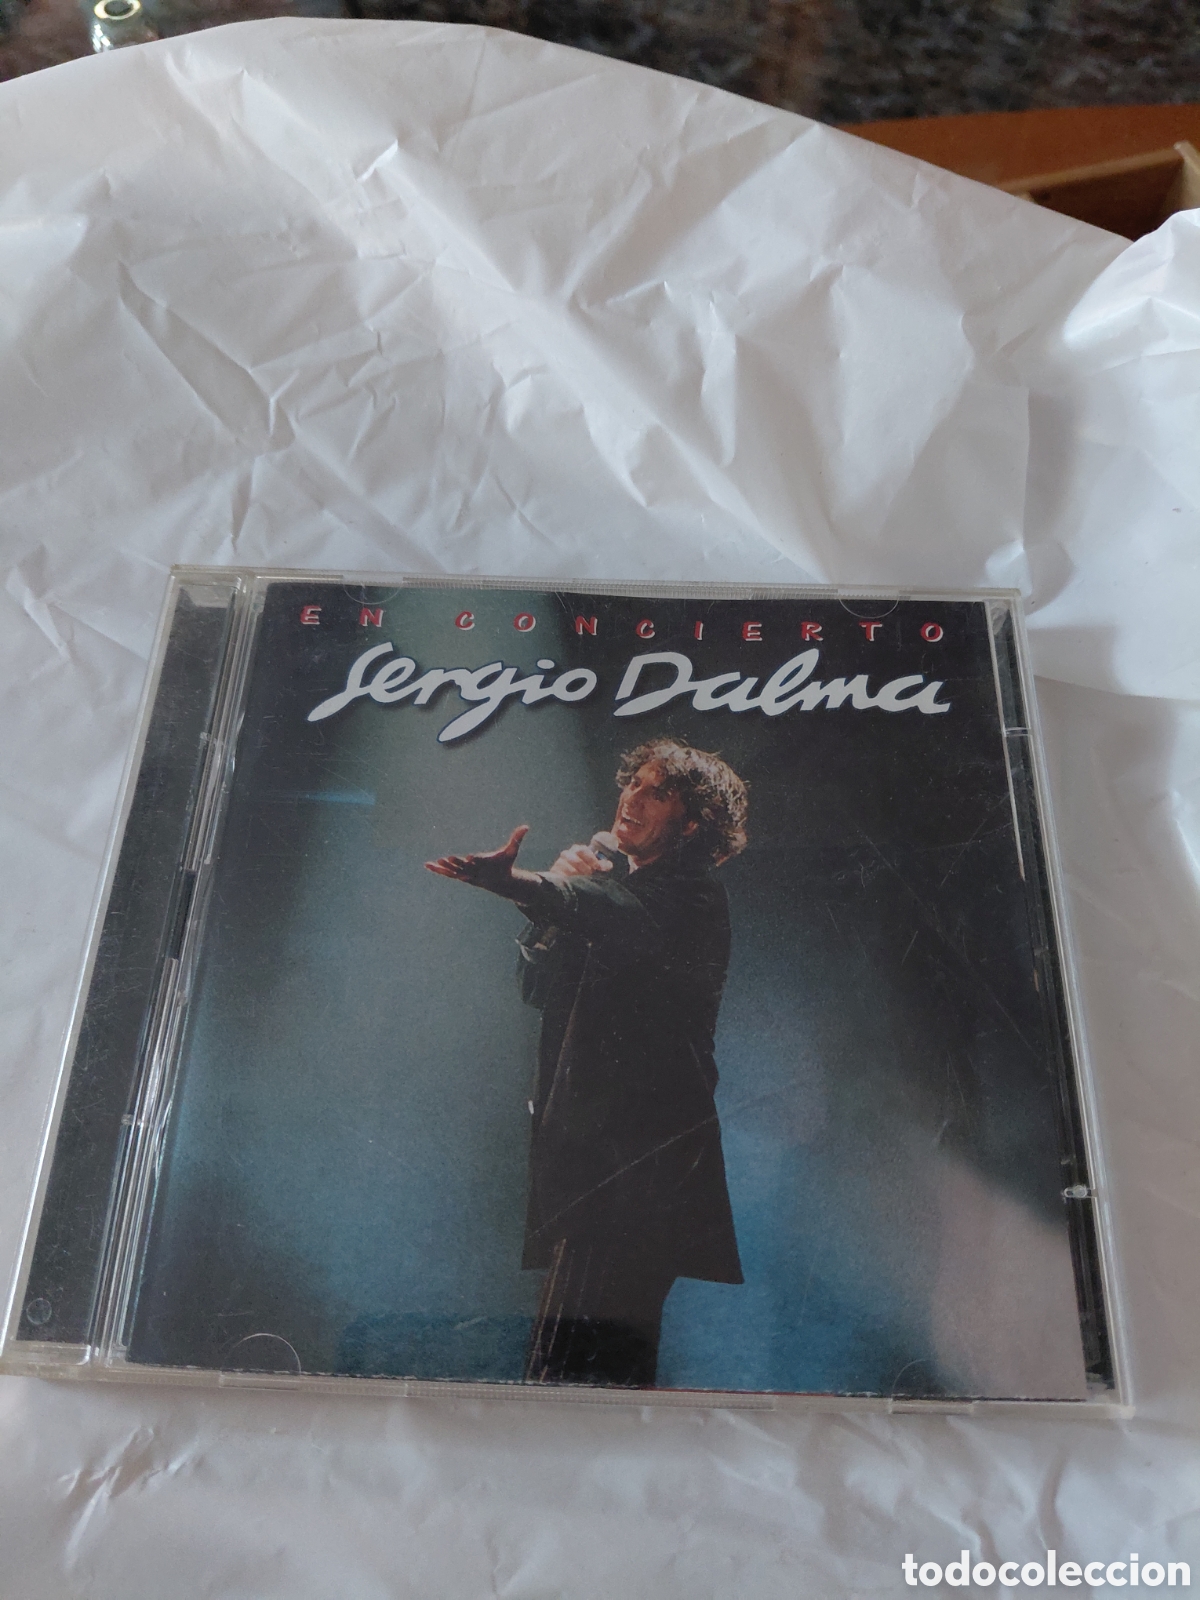 EN CONCIERTO
Sergio Dalma
todocoleccion